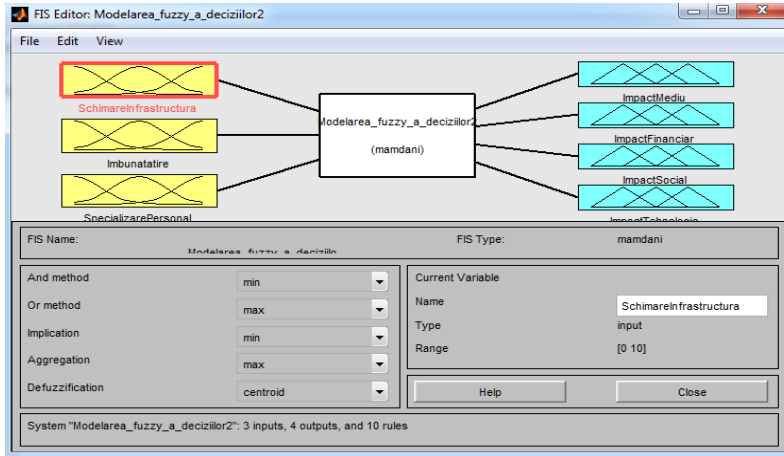 FIS Editor: Modelarea_fuzzy_a_deciziilor2
File Edit View
SchimareInfrastructura
Imbunatatire
SpecializarePersonal
Modelarea_fuzzy_a_deciziilor2
(mamdani)
ImpactMediu
ImpactFinanciar
ImpactSocial
ImpactTehnologic
FIS Name: Modelarea_fuzzy_a_deciziilo
FIS Type: mamdani
And method min
Or method max
Implication min
Aggregation max
Defuzzification centroid
Current Variable
Name SchimareInfrastructura
Type input
Range [0 10]
Help Close
System "Modelarea_fuzzy_a_deciziilor2": 3 inputs, 4 outputs, and 10 rules